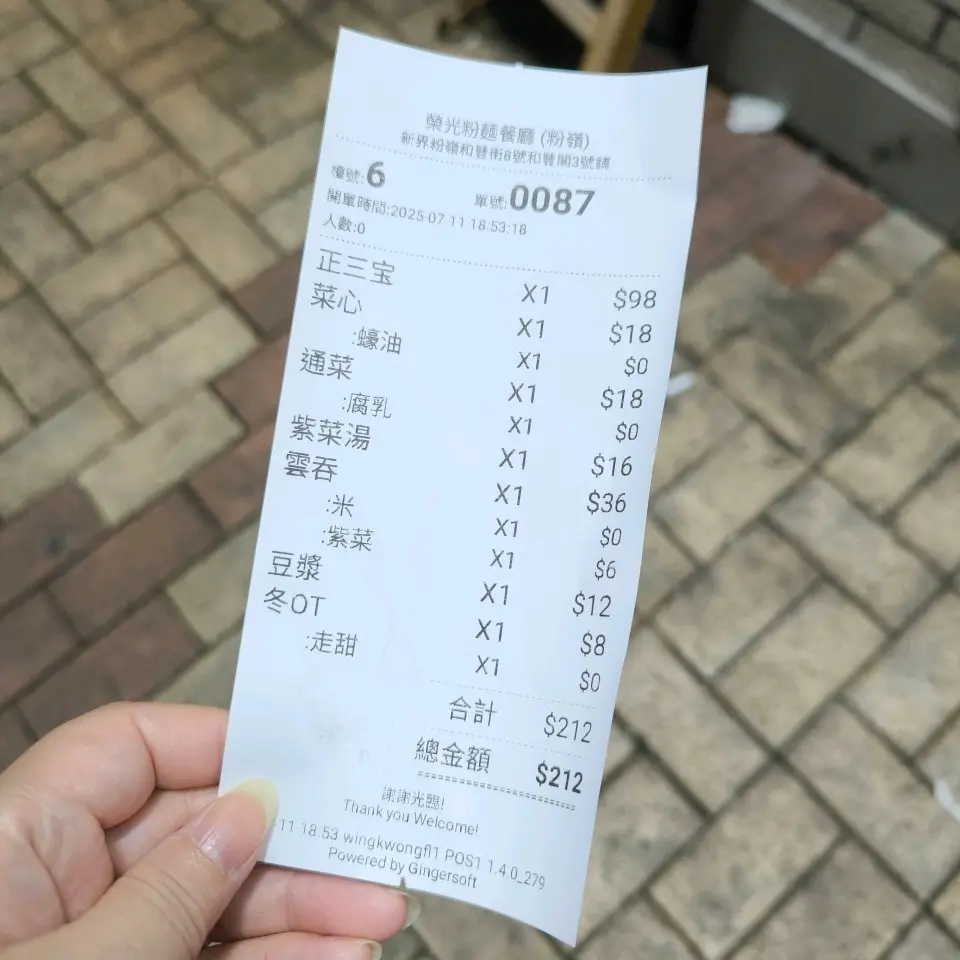 榮光粉麵餐廳 (粉嶺)
新界粉嶺和豐街8號和豐閣3號舖
檯號:6 單號:0087
開單時間:2025-07 11 18:53:18
人數:0
正三宝 X1 $98
菜心 X1 $18
:蠔油 X1 $0
通菜 X1 $18
:腐乳 X1 $0
紫菜湯 X1 $16
雲吞 X1 $36
:米 X1 $0
:紫菜 X1 $6
豆漿 X1 $12
冬OT X1 $8
:走甜 X1 $0
合計 $212
總金額 $212
謝謝光臨!
Thank you Welcome!
11 18:53 wingkwongfl1 POS1 1.4.0_279
Powered by Gingersoft